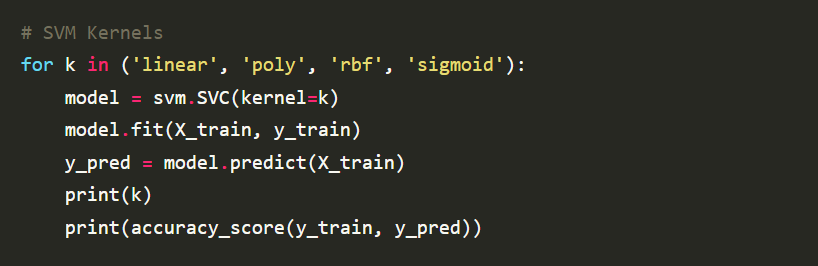 # SVM Kernels
for k in ('linear', 'poly', 'rbf', 'sigmoid'):
    model = svm.SVC(kernel=k)
    model.fit(X_train, y_train)
    y_pred = model.predict(X_train)
    print(k)
    print(accuracy_score(y_train, y_pred))